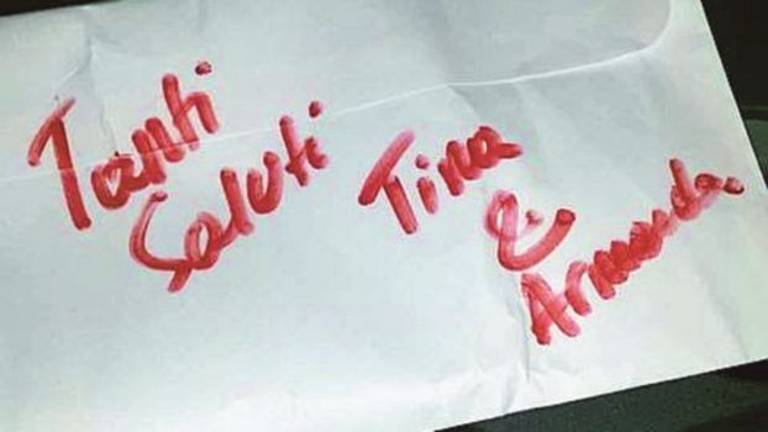 Tanti
Saluti
Tina
&
Armando.